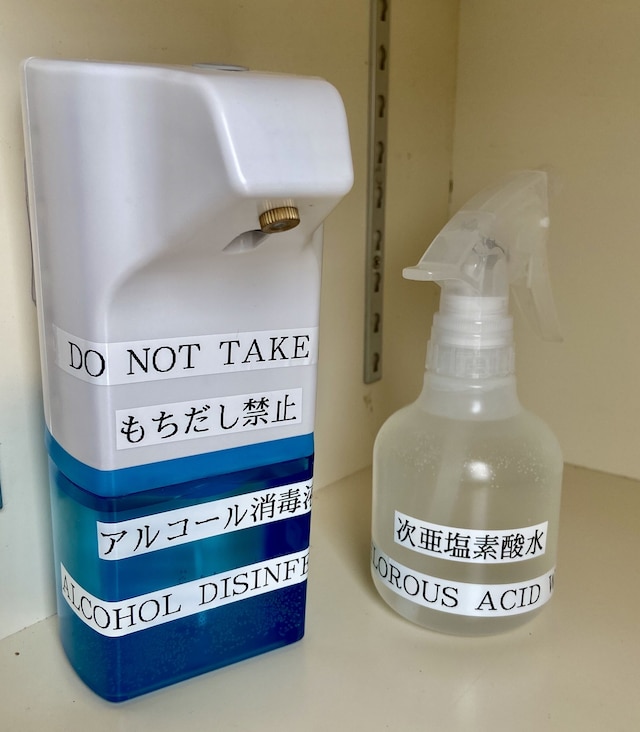 DO NOT TAKE
もちだし禁止
アルコール消毒液
ALCOHOL DISINFE
次亜塩素酸水
LOROUS ACID W